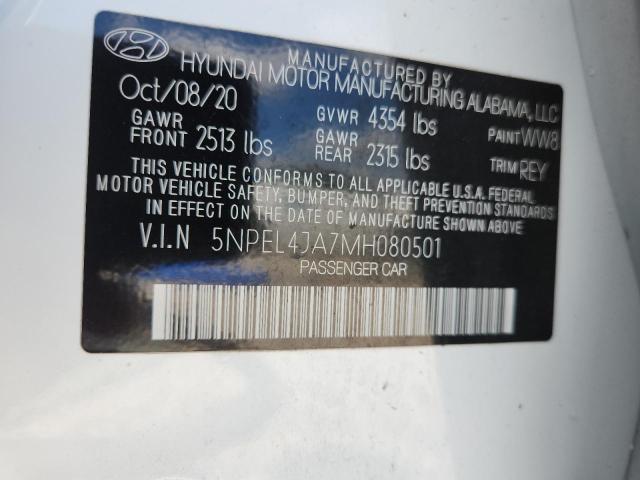 MANUFACTURED BY
HYUNDAI MOTOR MANUFACTURING ALABAMA, LLC
Oct/08/20 GVWR 4354 lbs PAINT WW8
GAWR FRONT 2513 lbs GAWR REAR 2315 lbs TRIM REY
THIS VEHICLE CONFORMS TO ALL APPLICABLE U.S.A. FEDERAL
MOTOR VEHICLE SAFETY, BUMPER, AND THEFT PREVENTION STANDARDS
IN EFFECT ON THE DATE OF MANUFACTURE SHOWN ABOVE.
V.I.N 5NPEL4JA7MH080501
PASSENGER CAR